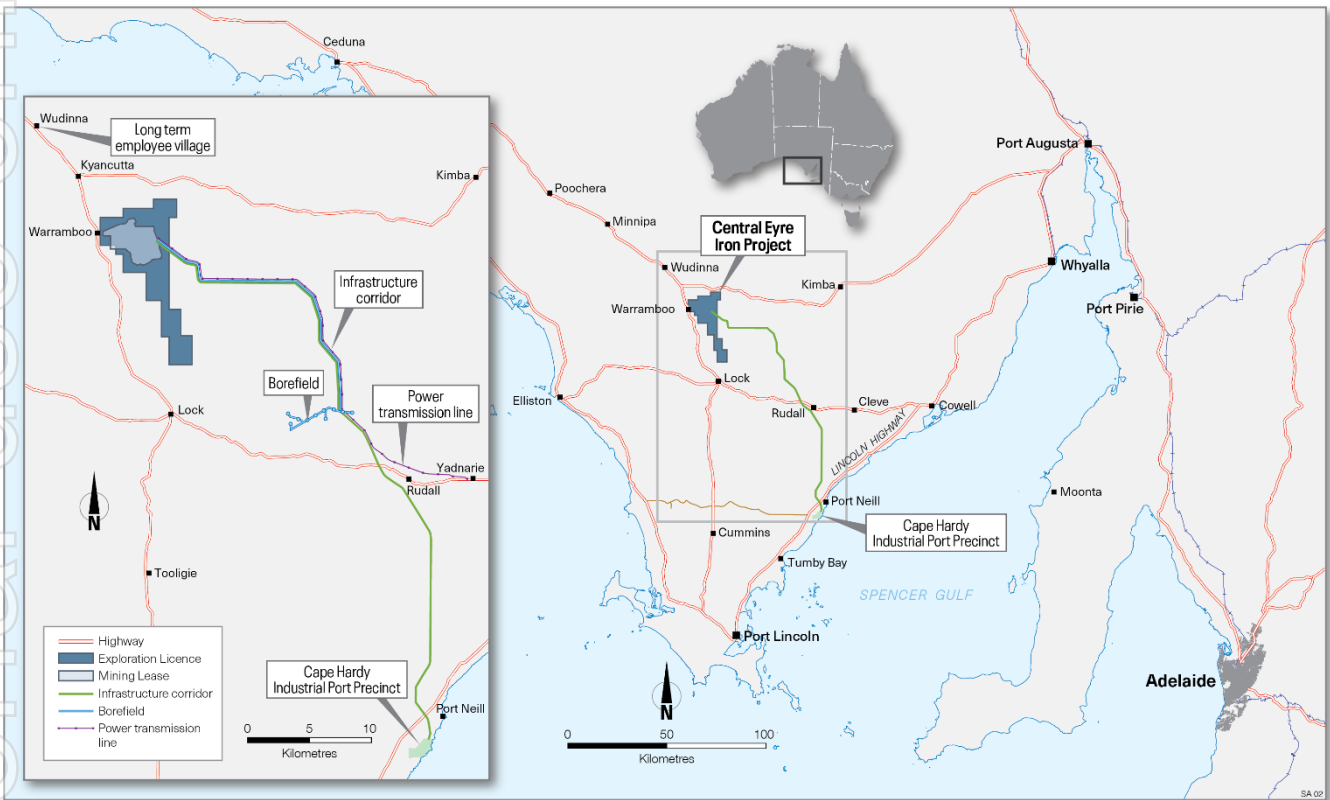 Ceduna
Wudinna
Long term
employee village
Kyancutta
Kimba
Warramboo
Infrastructure
corridor
Borefield
Power
transmission line
Lock
Yadnarie
Rudall
N
Tooligie
Highway
Exploration Licence
Mining Lease
Infrastructure corridor
Borefield
Power transmission
line
Cape Hardy
Industrial Port Precinct
Port Neill
0 5 10
Kilometres
Poochera
Minnipa
Central Eyre
Iron Project
Wudinna
Kimba
Warramboo
Lock
Elliston
Rudall
Cleve
Cowell
LINCOLN HIGHWAY
Port Neill
Cape Hardy
Industrial Port Precinct
Cummins
Tumby Bay
Port Lincoln
SPENCER GULF
N
0 50 100
Kilometres
Port Augusta
Whyalla
Port Pirie
Moonta
Adelaide
SA 02